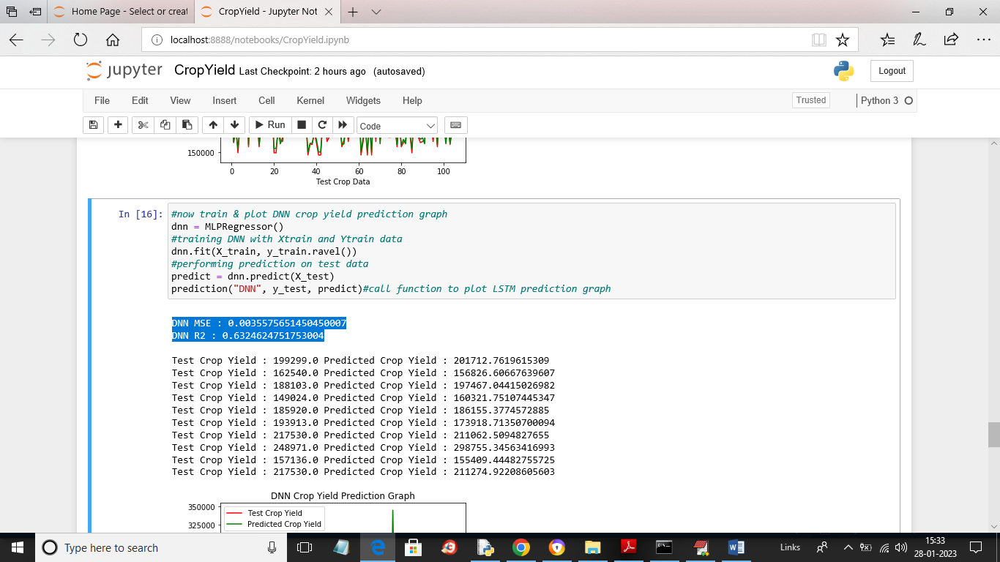 Home Page - Select or creat
CropYield - Jupyter Not
localhost:8888/notebooks/CropYield.ipynb
jupyter CropYield Last Checkpoint: 2 hours ago (autosaved)
Logout
File Edit View Insert Cell Kernel Widgets Help
Trusted
Python 3
Run
Code
150000
0 20 40 60 80 100
Test Crop Data
In [16]:
#now train & plot DNN crop yield prediction graph
dnn = MLPRegressor()
#training DNN with Xtrain and Ytrain data
dnn.fit(X_train, y_train.ravel())
#performing prediction on test data
predict = dnn.predict(X_test)
prediction("DNN", y_test, predict)#call function to plot LSTM prediction graph
DNN MSE : 0.0035575651450450007
DNN R2 : 0.6324624751753004
Test Crop Yield : 199299.0 Predicted Crop Yield : 201712.7619615309
Test Crop Yield : 162540.0 Predicted Crop Yield : 156826.60667639607
Test Crop Yield : 188103.0 Predicted Crop Yield : 197467.04415026982
Test Crop Yield : 149024.0 Predicted Crop Yield : 160321.75107445347
Test Crop Yield : 185920.0 Predicted Crop Yield : 186155.3774572885
Test Crop Yield : 193913.0 Predicted Crop Yield : 173918.71350700094
Test Crop Yield : 217530.0 Predicted Crop Yield : 211062.5094827655
Test Crop Yield : 248971.0 Predicted Crop Yield : 298755.34563416993
Test Crop Yield : 157136.0 Predicted Crop Yield : 155409.44482755725
Test Crop Yield : 217530.0 Predicted Crop Yield : 211274.92208605603
DNN Crop Yield Prediction Graph
350000
325000
Test Crop Yield
Predicted Crop Yield
Type here to search
Links
15:33
28-01-2023